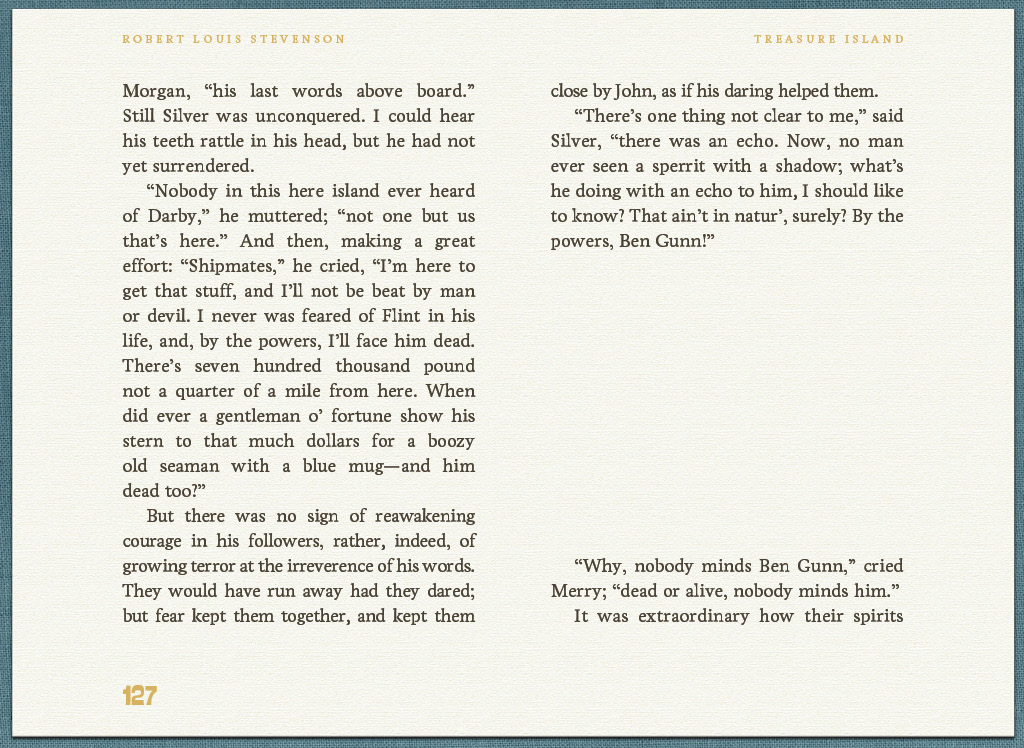 ROBERT LOUIS STEVENSON
TREASURE ISLAND
Morgan, “his last words above board.”
Still Silver was unconquered. I could hear
his teeth rattle in his head, but he had not
yet surrendered.
“Nobody in this here island ever heard
of Darby,” he muttered; “not one but us
that’s here.” And then, making a great
effort: “Shipmates,” he cried, “I’m here to
get that stuff, and I’ll not be beat by man
or devil. I never was feared of Flint in his
life, and, by the powers, I’ll face him dead.
There’s seven hundred thousand pound
not a quarter of a mile from here. When
did ever a gentleman o’ fortune show his
stern to that much dollars for a boozy
old seaman with a blue mug—and him
dead too?”
But there was no sign of reawakening
courage in his followers, rather, indeed, of
growing terror at the irreverence of his words.
They would have run away had they dared;
but fear kept them together, and kept them
close by John, as if his daring helped them.
“There’s one thing not clear to me,” said
Silver, “there was an echo. Now, no man
ever seen a sperrit with a shadow; what’s
he doing with an echo to him, I should like
to know? That ain’t in natur’, surely? By the
powers, Ben Gunn!”
“Why, nobody minds Ben Gunn,” cried
Merry; “dead or alive, nobody minds him.”
It was extraordinary how their spirits
127